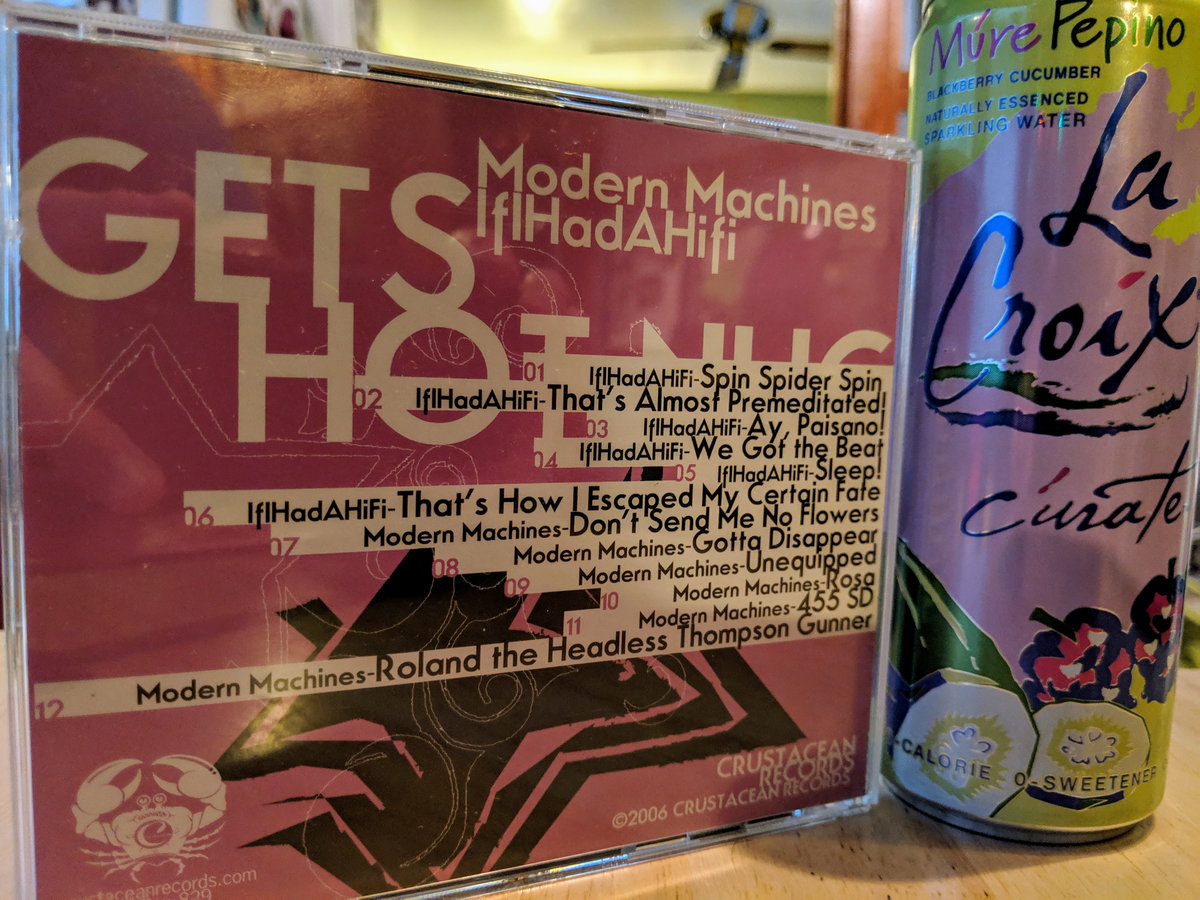 GETS
Modern Machines
IfIHadAHifi
HOT NUG
01 IfIHadAHiFi-Spin Spider Spin
02 IfIHadAHiFi-That's Almost Premeditated!
03 IfIHadAHiFi-Ay, Paisano!
04 IfIHadAHiFi-We Got the Beat
05 IfIHadAHiFi-Sleep!
06 IfIHadAHiFi-That's How I Escaped My Certain Fate
07 Modern Machines-Don't Send Me No Flowers
08 Modern Machines-Gotta Disappear
09 Modern Machines-Unequipped
10 Modern Machines-Rosa
11 Modern Machines-455 SD
12 Modern Machines-Roland the Headless Thompson Gunner
CRUSTACEAN
RECORDS
©2006 CRUSTACEAN RECORDS
staceanrecords.com
Múre Pepino
BLACKBERRY CUCUMBER
NATURALLY ESSENCED
SPARKLING WATER
La
Croix
cúrate
-CALORIE
0-SWEETENER